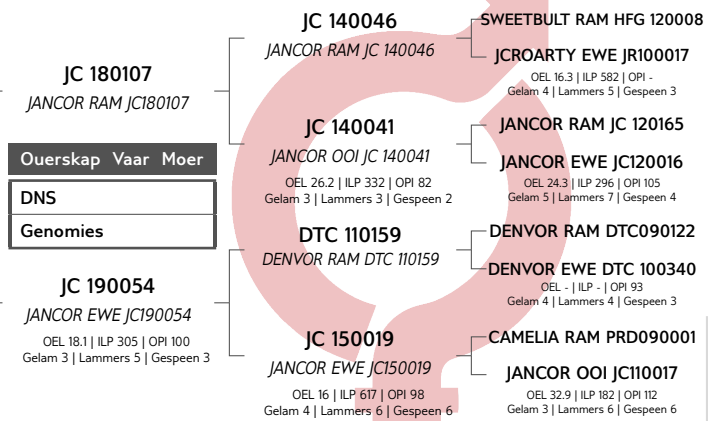 JC 180107
JANCOR RAM JC180107
Ouerskap Vaar Moer
DNS
Genomies
JC 190054
JANCOR EWE JC190054
OEL 18.1 | ILP 305 | OPI 100
Gelam 3 | Lammers 5 | Gespeen 3
JC 140046
JANCOR RAM JC 140046
JC 140041
JANCOR OOI JC 140041
OEL 26.2 | ILP 332 | OPI 82
Gelam 3 | Lammers 3 | Gespeen 2
DTC 110159
DENVOR RAM DTC 110159
JC 150019
JANCOR EWE JC150019
OEL 16 | ILP 617 | OPI 98
Gelam 4 | Lammers 6 | Gespeen 6
SWEETBULT RAM HFG 120008
JCROARTY EWE JR100017
OEL 16.3 | ILP 582 | OPI -
Gelam 4 | Lammers 5 | Gespeen 3
JANCOR RAM JC 120165
JANCOR EWE JC120016
OEL 24.3 | ILP 296 | OPI 105
Gelam 5 | Lammers 7 | Gespeen 4
DENVOR RAM DTC090122
DENVOR EWE DTC 100340
OEL - | ILP - | OPI 93
Gelam 4 | Lammers 4 | Gespeen 3
CAMELIA RAM PRD090001
JANCOR OOI JC110017
OEL 32.9 | ILP 182 | OPI 112
Gelam 3 | Lammers 6 | Gespeen 6